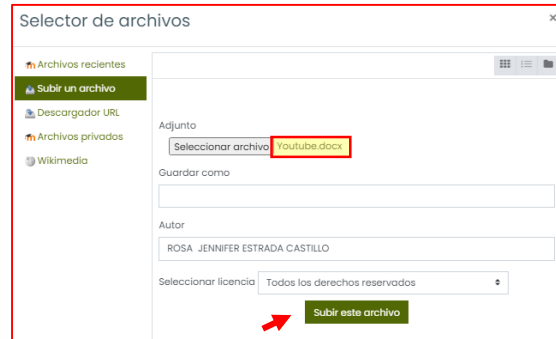 Selector de archivos
×
Archivos recientes
Subir un archivo
Descargador URL
Archivos privados
Wikimedia
Adjunto
Seleccionar archivo Youtube.docx
Guardar como
Autor
ROSA JENNIFER ESTRADA CASTILLO
Seleccionar licencia Todos los derechos reservados
Subir este archivo